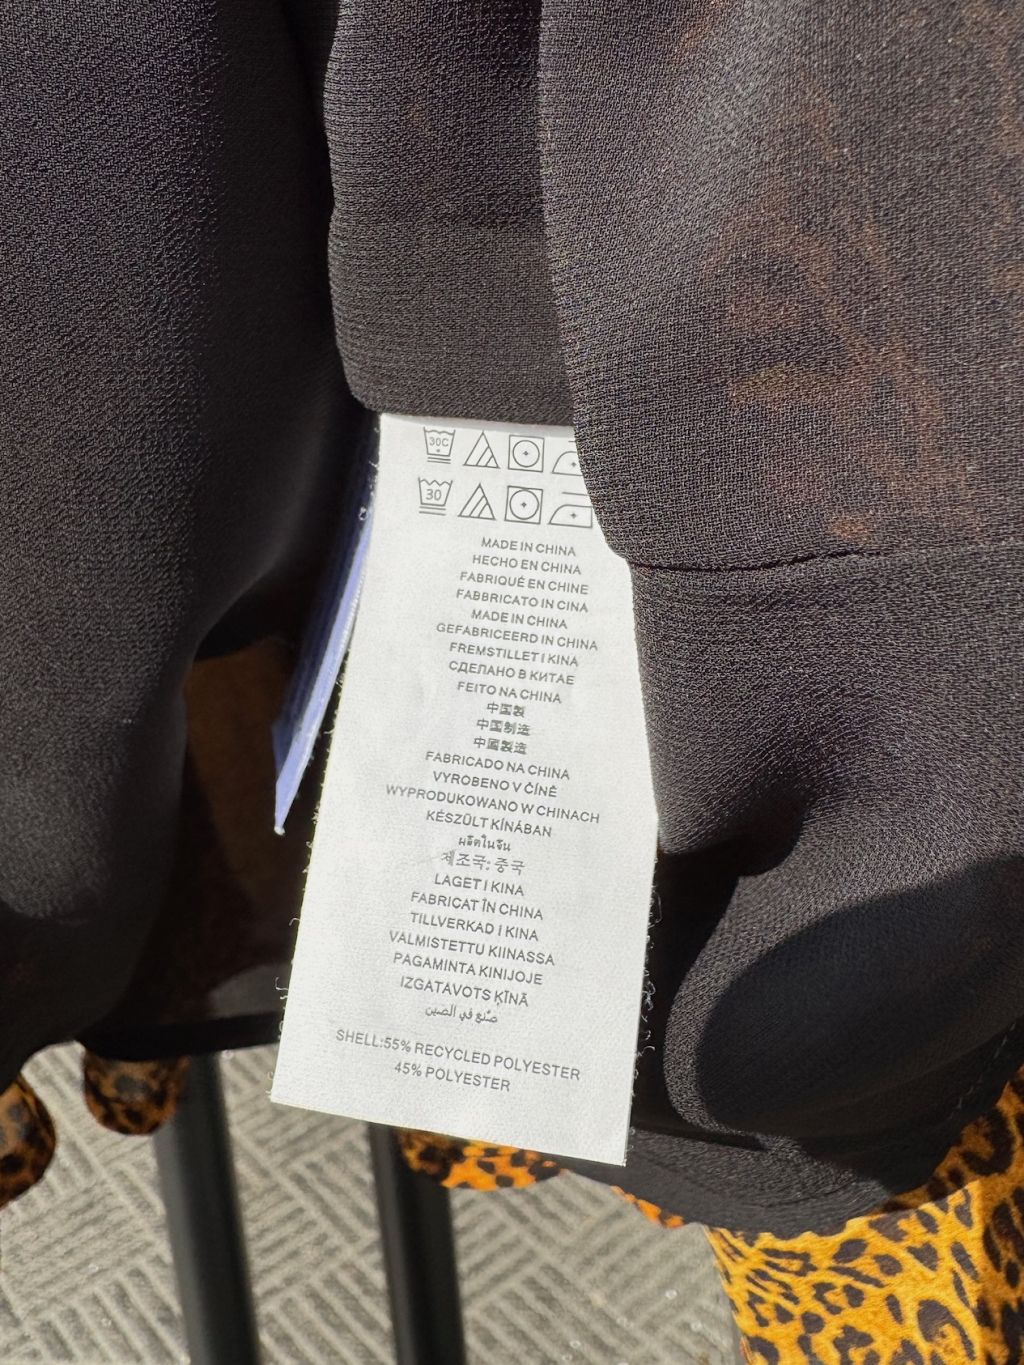 30C
30
MADE IN CHINA
HECHO EN CHINA
FABRIQUÉ EN CHINE
FABBRICATO IN CINA
MADE IN CHINA
GEFABRICEERD IN CHINA
FREMSTILLET I KINA
СДЕЛАНО В КИТАЕ
FEITO NA CHINA
中国製
中国制造
中國製造
FABRICADO NA CHINA
VYROBENO V ČÍNĚ
WYPRODUKOWANO W CHINACH
KÉSZÜLT KÍNÁBAN
ผลิตในจีน
제조국: 중국
LAGET I KINA
FABRICAT ÎN CHINA
TILLVERKAD I KINA
VALMISTETTU KIINASSA
PAGAMINTA KINIJOJE
IZGATAVOTS ĶĪNĀ
صنع في الصين
SHELL:55% RECYCLED POLYESTER
45% POLYESTER